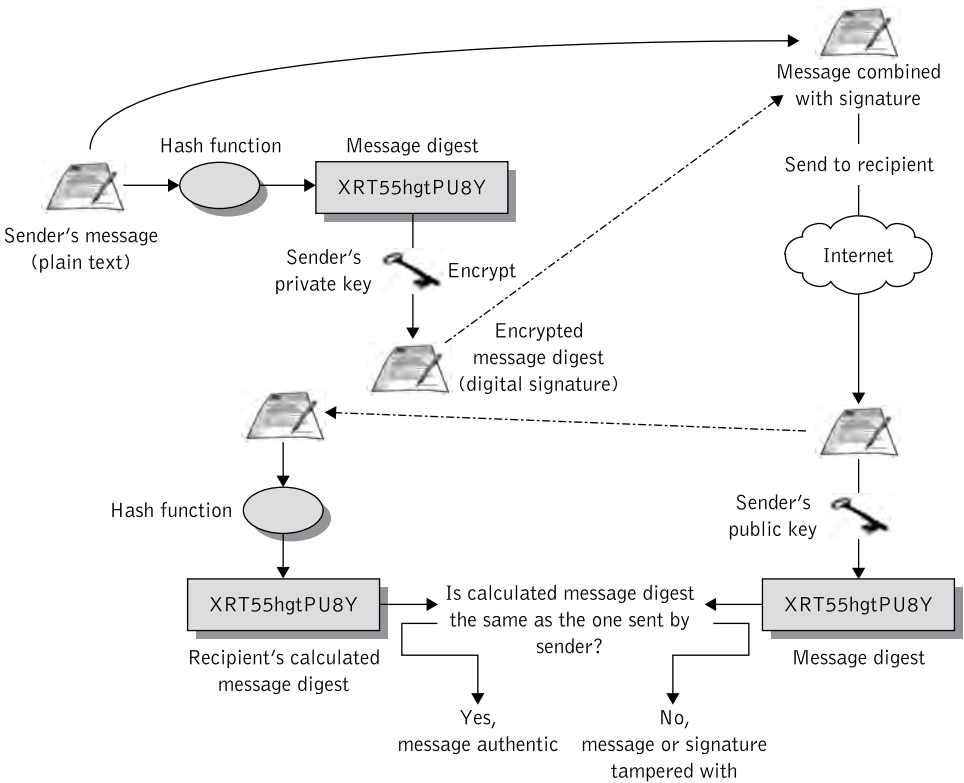 Message combined
with signature
Hash function
Message digest
XRT55hgtPU8Y
Send to recipient
Sender's message
(plain text)
Sender's
private key
Encrypt
Internet
Encrypted
message digest
(digital signature)
Hash function
Sender's
public key
XRT55hgtPU8Y
Is calculated message digest
the same as the one sent by
sender?
XRT55hgtPU8Y
Recipient's calculated
message digest
Message digest
Yes,
message authentic
No,
message or signature
tampered with